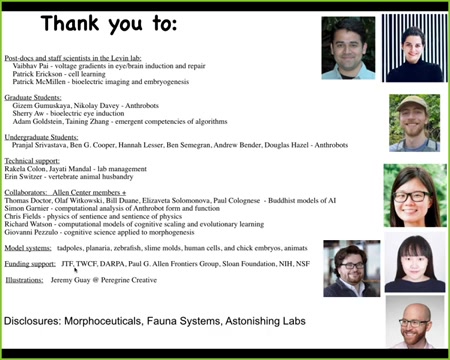 Thank you to:
Post-docs and staff scientists in the Levin lab:
Vaibhav Pai - voltage gradients in eye/brain induction and repair
Patrick Erickson - cell learning
Patrick McMillen - bioelectric imaging and embryogenesis
Graduate Students:
Gizem Gumuskaya, Nikolay Davey - Anthrobots
Sherry Aw - bioelectric eye induction
Adam Goldstein, Taining Zhang - emergent competencies of algorithms
Undergraduate Students:
Pranjal Srivastava, Ben G. Cooper, Hannah Lesser, Ben Semegran, Andrew Bender, Douglas Hazel - Anthrobots
Technical support:
Rakela Colon, Jayati Mandal - lab management
Erin Switzer - vertebrate animal husbandry
Collaborators: Allen Center members +
Thomas Doctor, Olaf Witkowski, Bill Duane, Elizaveta Solomonova, Paul Colognese - Buddhist models of AI
Simon Garnier - computational analysis of Anthrobot form and function
Chris Fields - physics of sentience and sentience of physics
Richard Watson - computational models of cognitive scaling and evolutionary learning
Giovanni Pezzulo - cognitive science applied to morphogenesis
Model systems: tadpoles, planaria, zebrafish, slime molds, human cells, and chick embryos, animats
Funding support: JTF, TWCF, DARPA, Paul G. Allen Frontiers Group, Sloan Foundation, NIH, NSF
Illustrations: Jeremy Guay @ Peregrine Creative
Disclosures: Morphoceuticals, Fauna Systems, Astonishing Labs